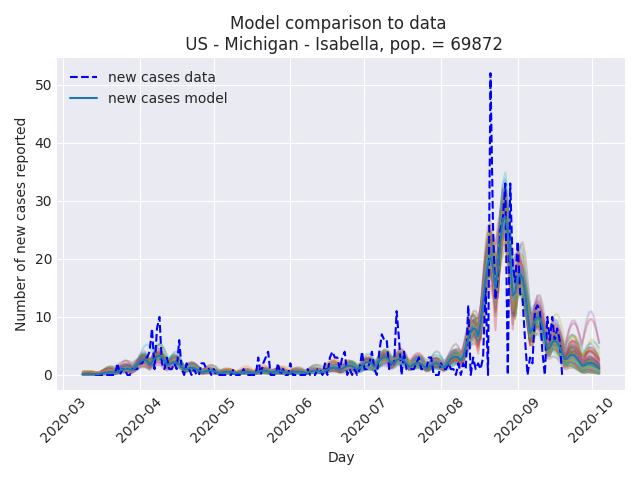 Model comparison to data
US - Michigan - Isabella, pop. = 69872
new cases data
new cases model
Number of new cases reported
50
40
30
20
10
0
2020-03
2020-04
2020-05
2020-06
2020-07
2020-08
2020-09
2020-10
Day